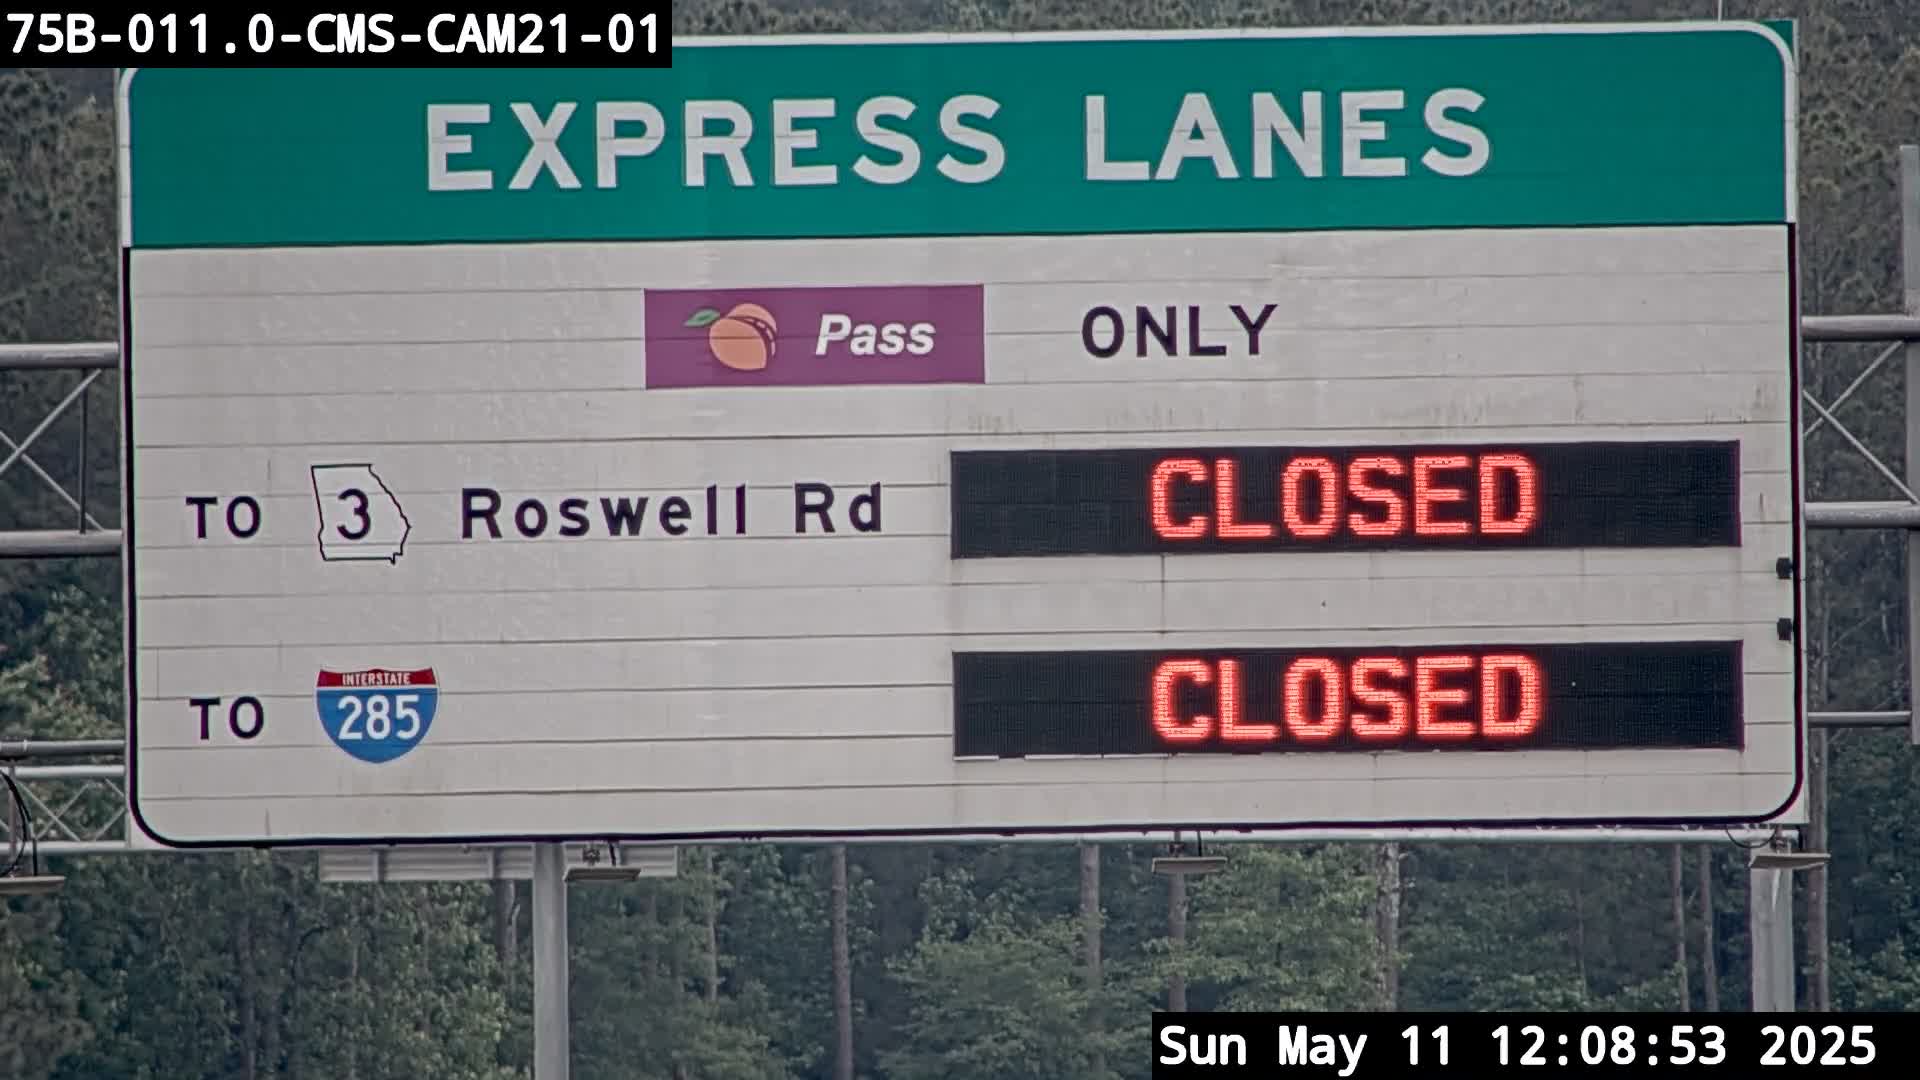 75B-011.0-CMS-CAM21-01
EXPRESS LANES
Pass ONLY
TO 3 Roswell Rd CLOSED
INTERSTATE
TO 285 CLOSED
Sun May 11 12:08:53 2025